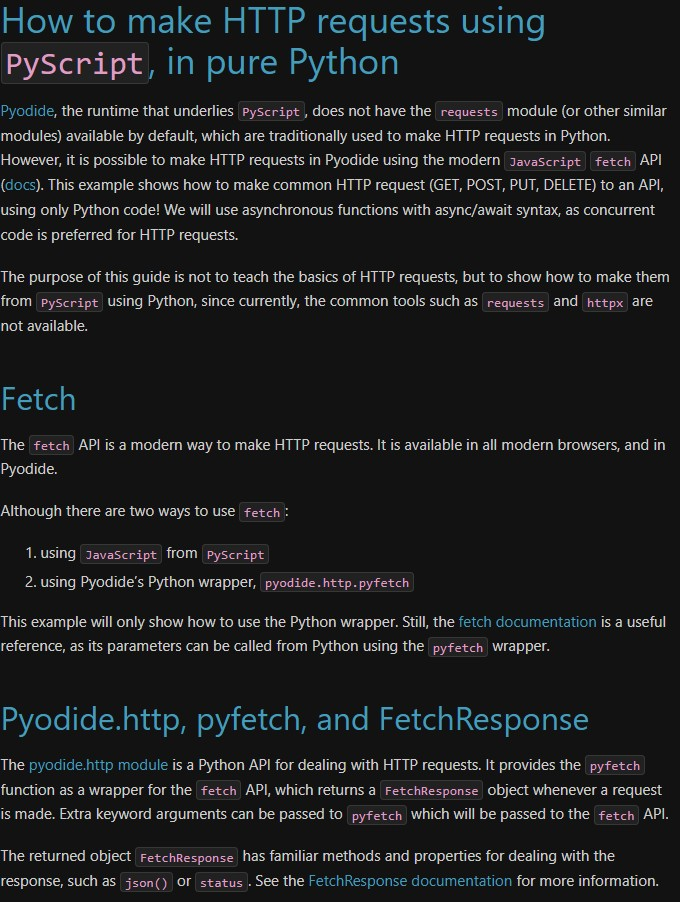 How to make HTTP requests using
PyScript, in pure Python
Pyodide, the runtime that underlies PyScript, does not have the requests module (or other similar
modules) available by default, which are traditionally used to make HTTP requests in Python.
However, it is possible to make HTTP requests in Pyodide using the modern JavaScript fetch API
(docs). This example shows how to make common HTTP request (GET, POST, PUT, DELETE) to an API,
using only Python code! We will use asynchronous functions with async/await syntax, as concurrent
code is preferred for HTTP requests.
The purpose of this guide is not to teach the basics of HTTP requests, but to show how to make them
from PyScript using Python, since currently, the common tools such as requests and httpx are
not available.
Fetch
The fetch API is a modern way to make HTTP requests. It is available in all modern browsers, and in
Pyodide.
Although there are two ways to use fetch:
1. using JavaScript from PyScript
2. using Pyodide's Python wrapper, pyodide.http.pyfetch
This example will only show how to use the Python wrapper. Still, the fetch documentation is a useful
reference, as its parameters can be called from Python using the pyfetch wrapper.
Pyodide.http, pyfetch, and FetchResponse
The pyodide.http module is a Python API for dealing with HTTP requests. It provides the pyfetch
function as a wrapper for the fetch API, which returns a FetchResponse object whenever a request
is made. Extra keyword arguments can be passed to pyfetch which will be passed to the fetch API.
The returned object FetchResponse has familiar methods and properties for dealing with the
response, such as json() or status. See the FetchResponse documentation for more information.